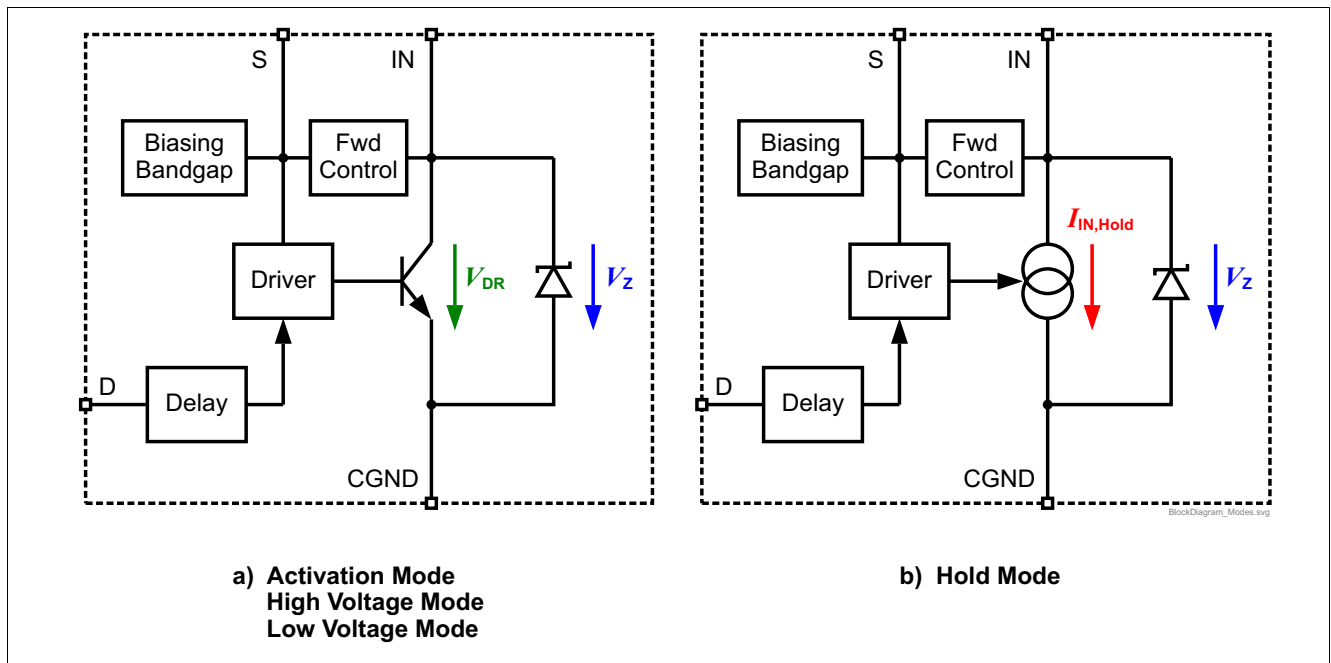 S
IN
Biasing
Bandgap
Fwd
Control
Driver
VDR
VZ
D
Delay
CGND
a) Activation Mode
High Voltage Mode
Low Voltage Mode
S
IN
Biasing
Bandgap
Fwd
Control
IIN,Hold
Driver
VZ
D
Delay
CGND
BlockDiagram_Modes.svg
b) Hold Mode